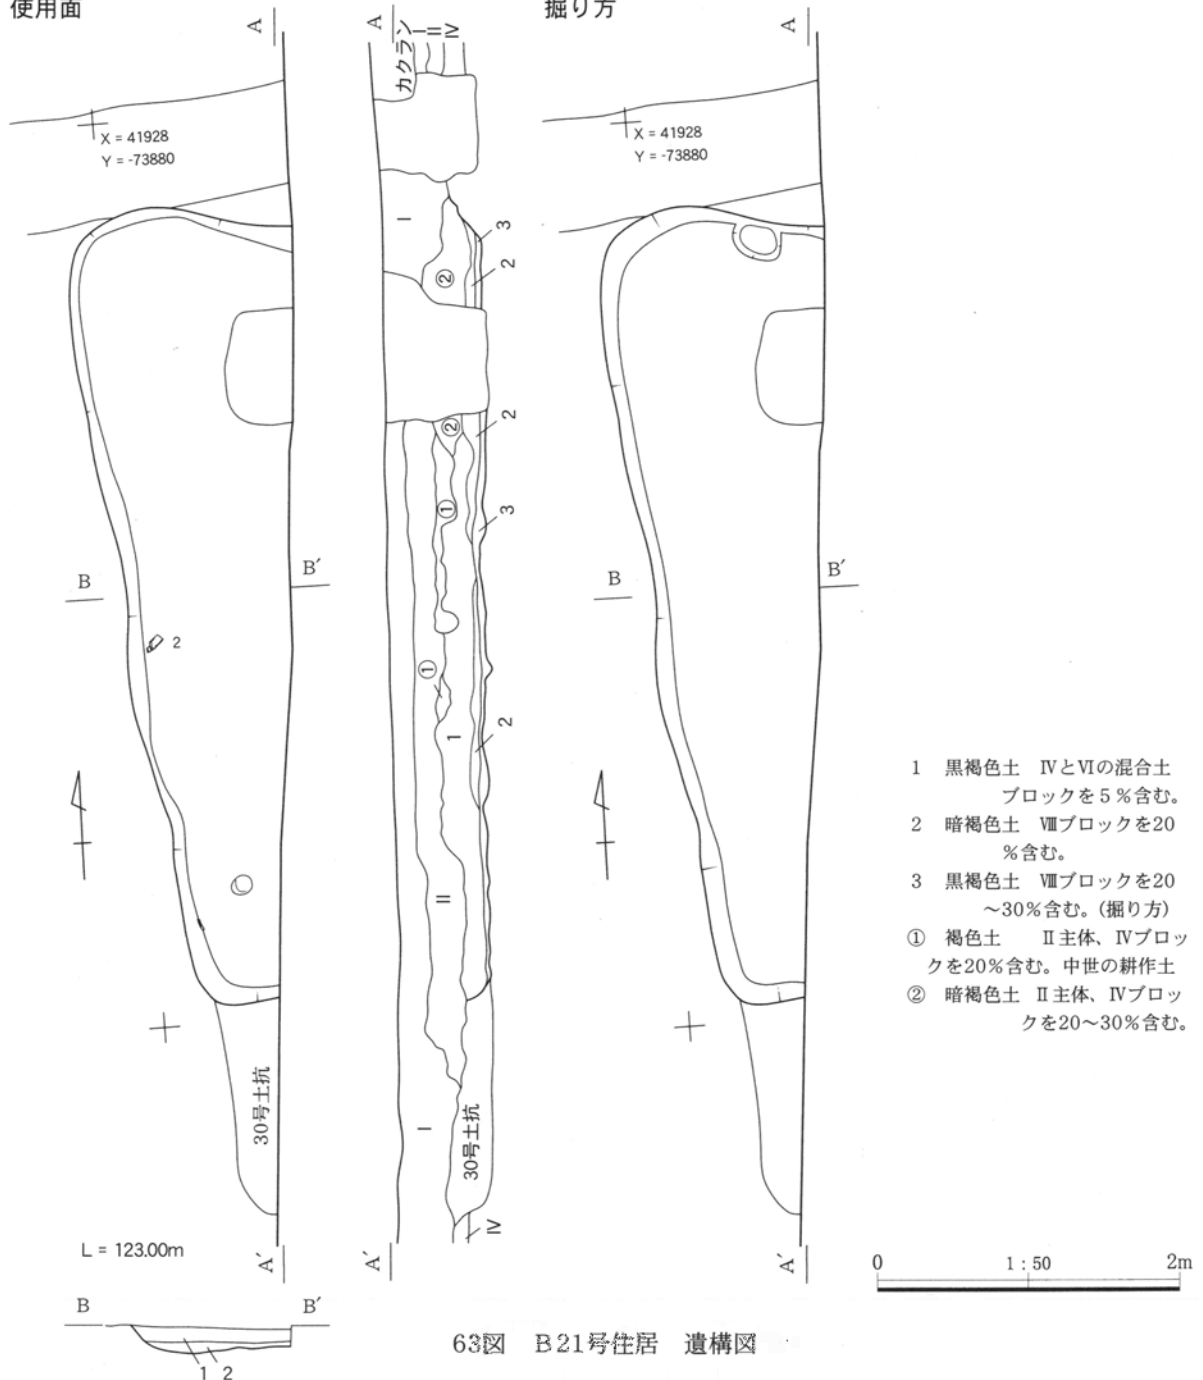 使用面
掘り方
A
A
A
カクラン
I
II
IV
X = 41928
Y = -73880
X = 41928
Y = -73880
I
3
2
②
2
②
3
①
B
B′
B
B′
2
①
1
2
II
1 黒褐色土 ⅣとⅥの混合土
ブロックを5%含む。
2 暗褐色土 Ⅷブロックを20
%含む。
3 黒褐色土 Ⅷブロックを20
~30%含む。(掘り方)
① 褐色土 Ⅱ主体、Ⅳブロッ
クを20%含む。中世の耕作土
② 暗褐色土 Ⅱ主体、Ⅳブロッ
クを20~30%含む。
30号土抗
I
30号土抗
IV
L = 123.00m
A′
A′
A′
0 1:50 2m
B
B′
1 2
63図 B21号住居 遺構図